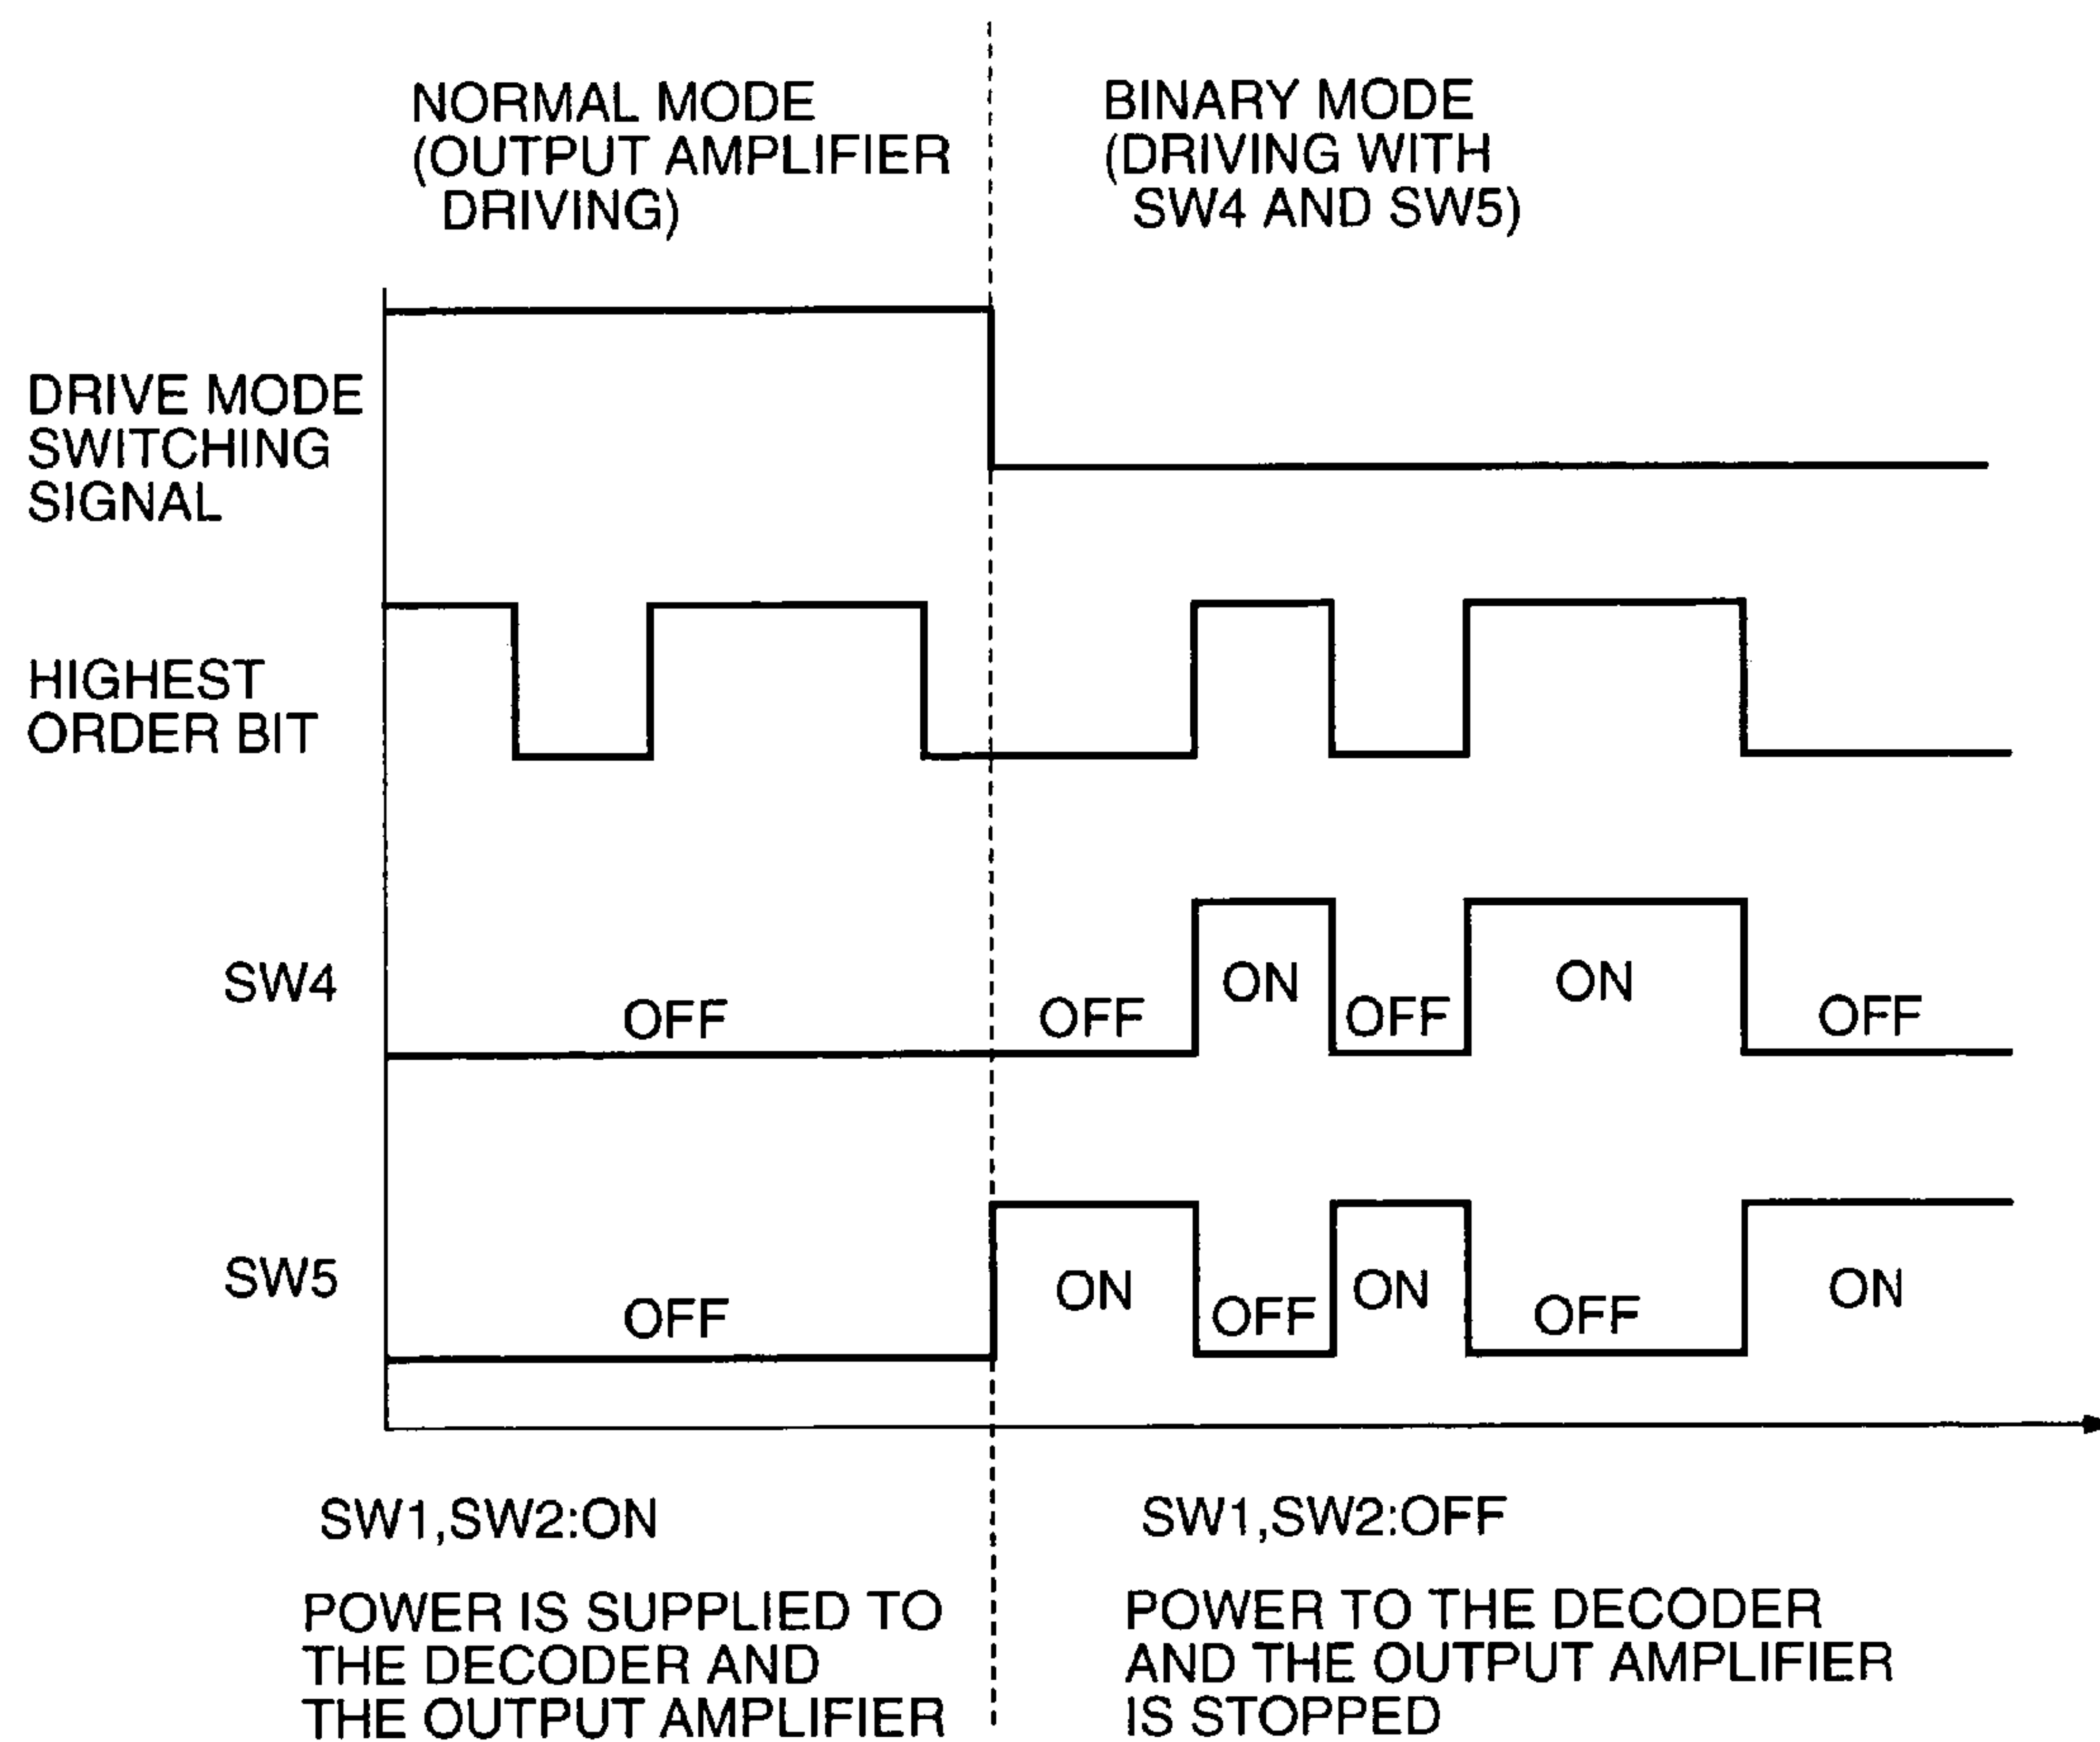 NORMAL MODE
(OUTPUT AMPLIFIER
DRIVING)
BINARY MODE
(DRIVING WITH
SW4 AND SW5)
DRIVE MODE
SWITCHING
SIGNAL
HIGHEST
ORDER BIT
SW4
OFF
OFF
ON
OFF
ON
OFF
SW5
OFF
ON
OFF
ON
OFF
ON
SW1,SW2:ON
SW1,SW2:OFF
POWER IS SUPPLIED TO
THE DECODER AND
THE OUTPUT AMPLIFIER
POWER TO THE DECODER
AND THE OUTPUT AMPLIFIER
IS STOPPED